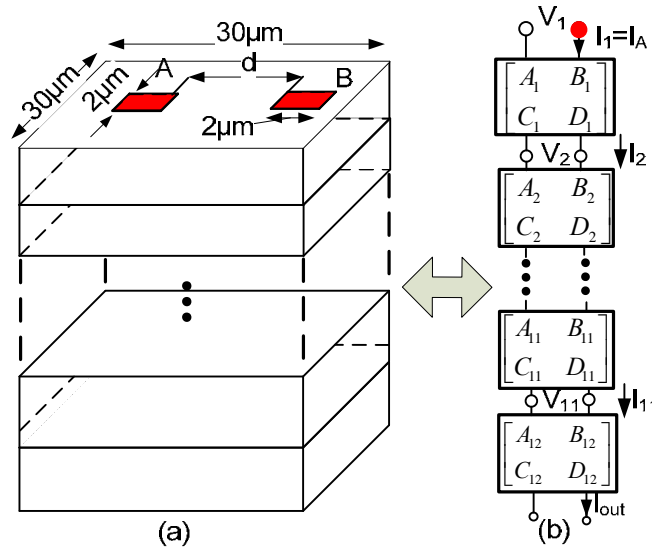 30µm
30µm
2µm
A
d
B
2µm
(a)
V1
I1=IA
A1 B1
C1 D1
V2
I2
A2 B2
C2 D2
A11 B11
C11 D11
V11
I11
A12 B12
C12 D12
Iout
(b)